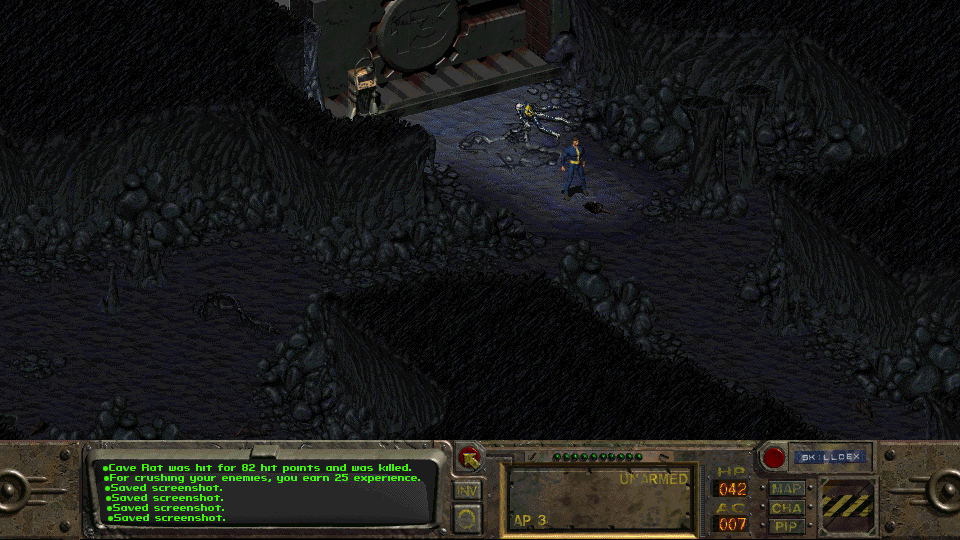 13
Cave Rat was hit for 82 hit points and was killed.
For crushing your enemies, you earn 25 experience.
Saved screenshot.
Saved screenshot.
Saved screenshot.
Saved screenshot.
INV
UNARMED
AP 3
HP
042
AC
007
SKILLDEX
MAP
CHA
PIP